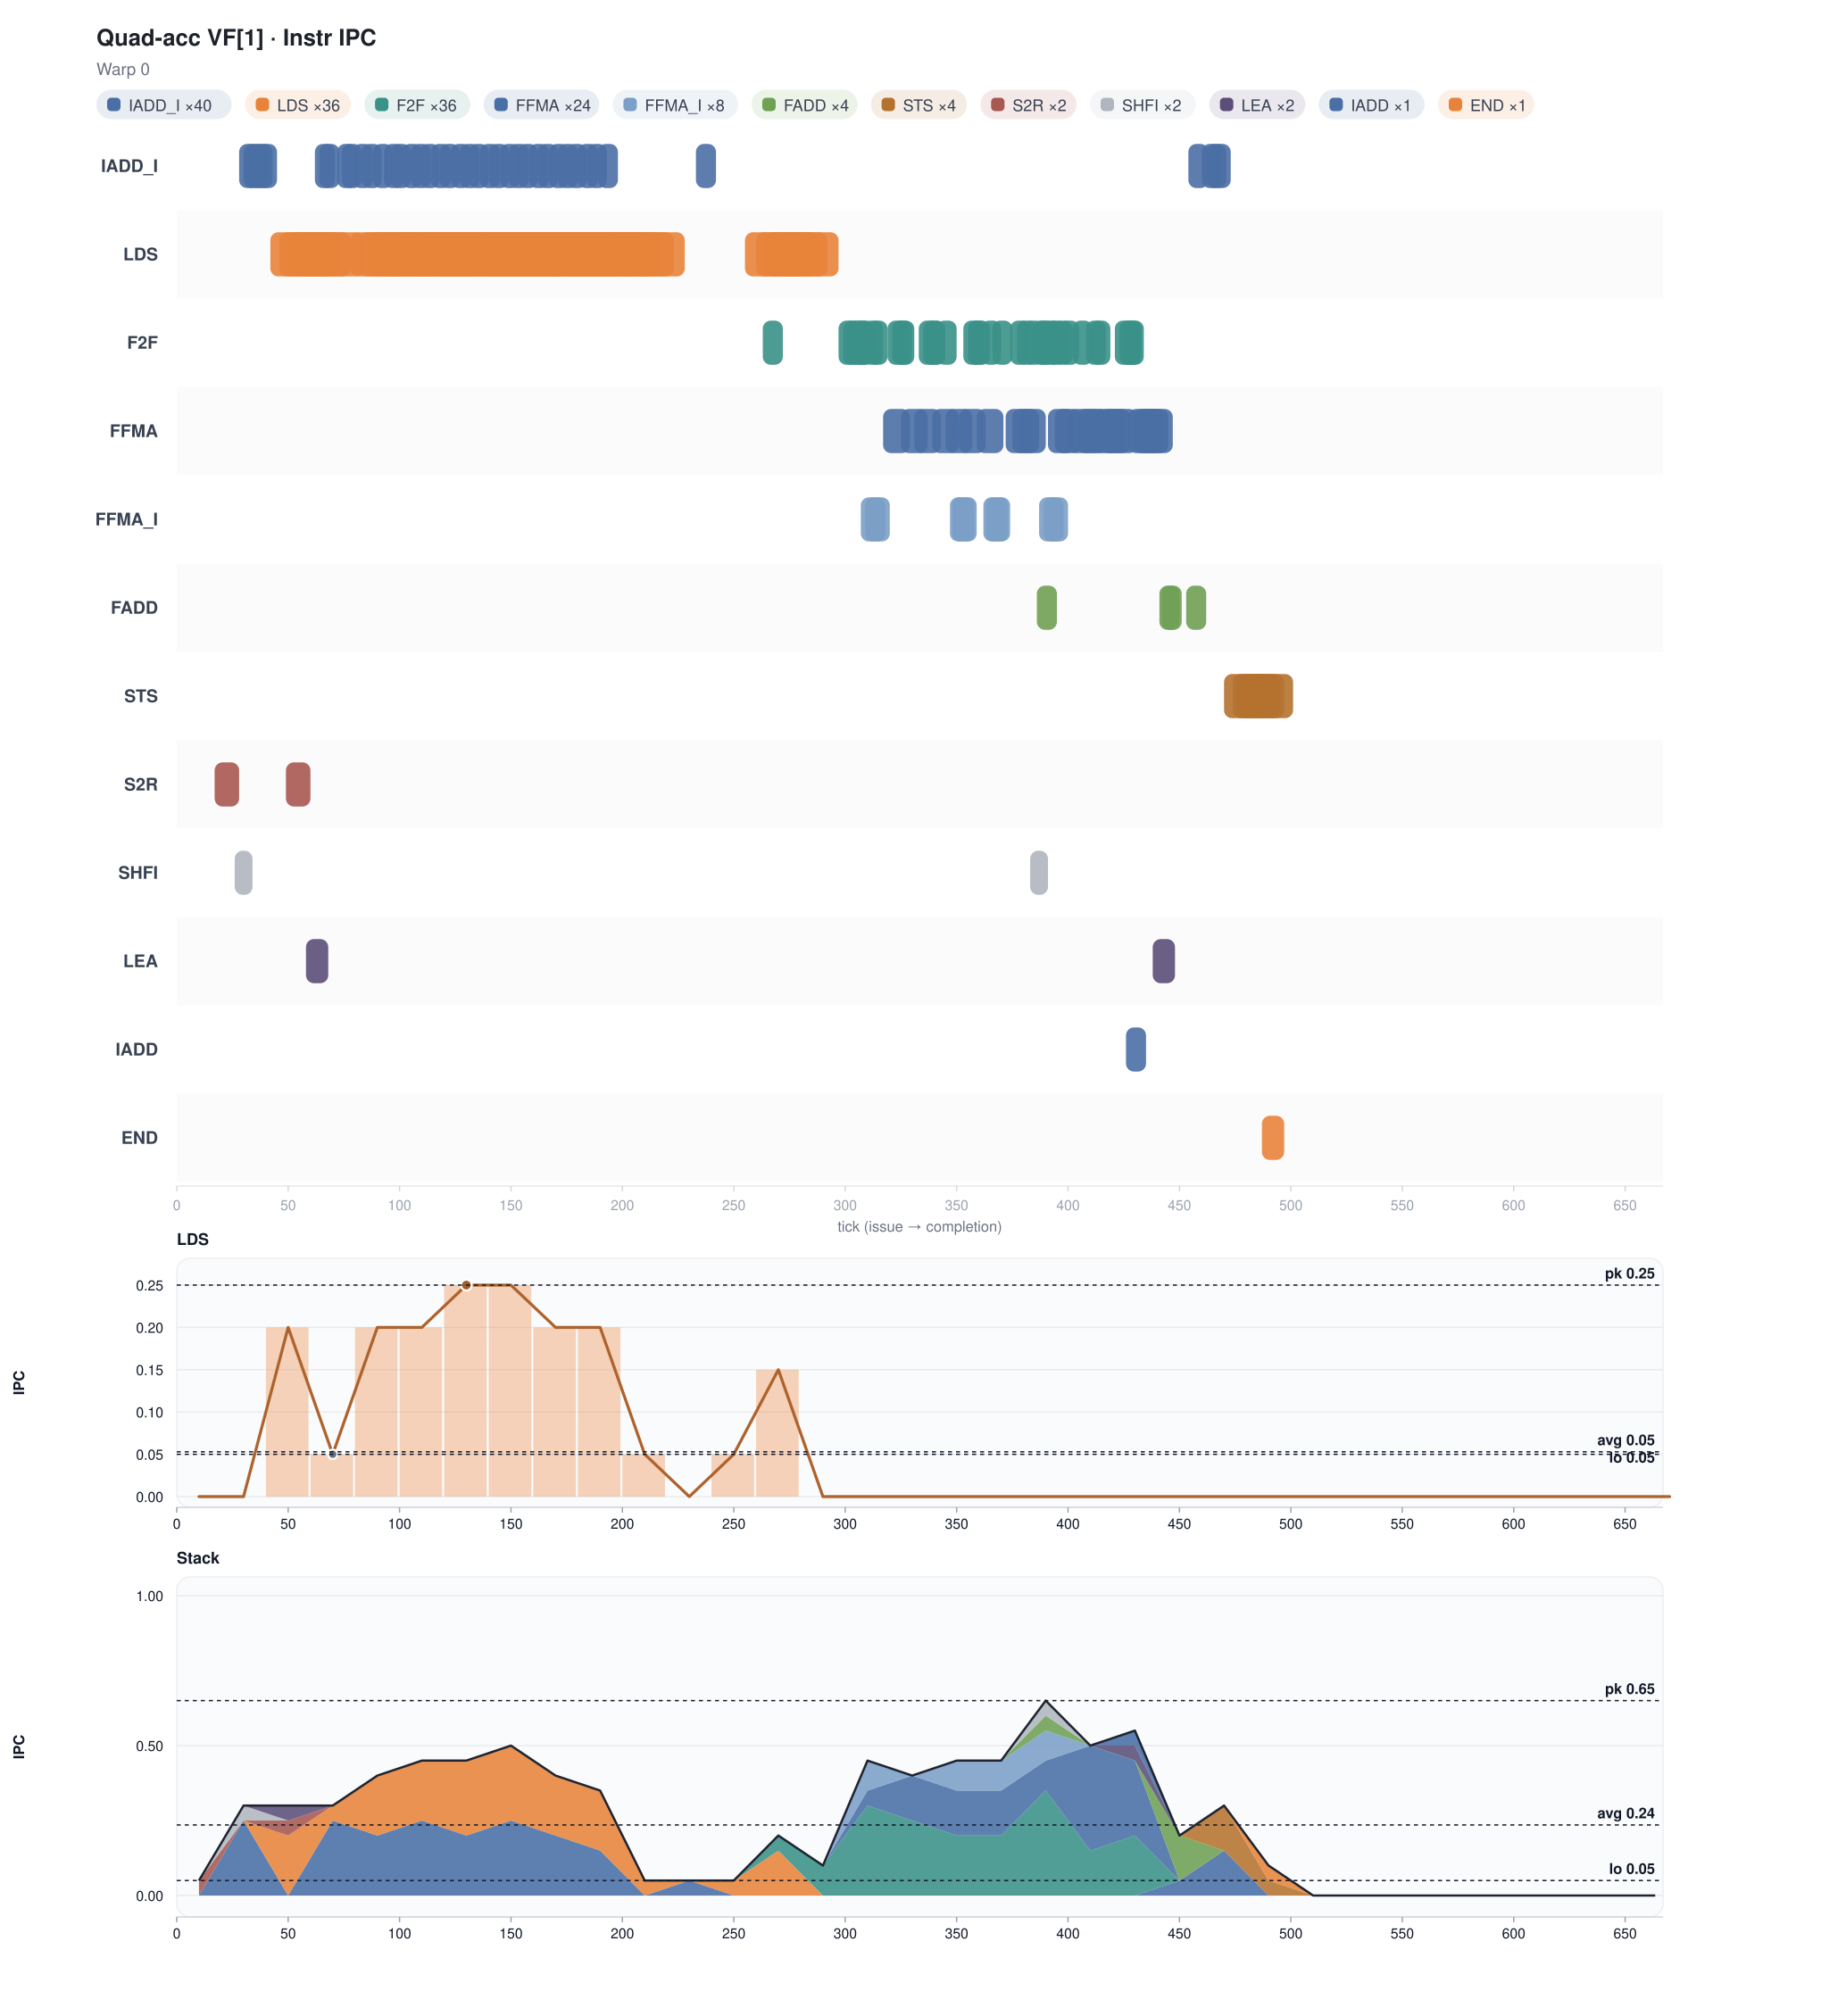 Quad-acc VF[1] · Instr IPC
Warp 0
IADD_I ×40 LDS ×36 F2F ×36 FFMA ×24 FFMA_I ×8 FADD ×4 STS ×4 S2R ×2 SHFI ×2 LEA ×2 IADD ×1 END ×1
IADD_I
LDS
F2F
FFMA
FFMA_I
FADD
STS
S2R
SHFI
LEA
IADD
END
0 50 100 150 200 250 300 350 400 450 500 550 600 650
tick (issue → completion)
LDS
pk 0.25
0.25
0.20
0.15
IPC
0.10
avg 0.05
0.05
lo 0.05
0.00
0 50 100 150 200 250 300 350 400 450 500 550 600 650
Stack
1.00
pk 0.65
0.50
IPC
avg 0.24
lo 0.05
0.00
0 50 100 150 200 250 300 350 400 450 500 550 600 650